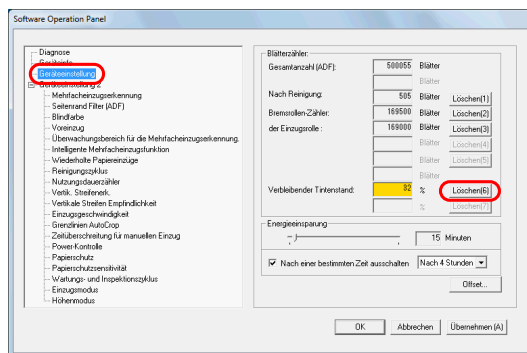 Software Operation Panel
Diagnose
Geräteinfo
Geräteeinstellung
Geräteeinstellung 2
Mehrfacheinzugserkennung
Seitenrand Filter (ADF)
Blindfarbe
Voreinzug
Überwachungsbereich für die Mehrfacheinzugserkennung.
Intelligente Mehrfacheinzugsfunktion
Wiederholte Papiereinzüge
Reinigungszyklus
Nutzungsdauerzähler
Vertik. Streifenerk.
Vertikale Streifen Empfindlichkeit
Einzugsgeschwindigkeit
Grenzlinien AutoCrop
Zeitüberschreitung für manuellen Einzug
Power-Kontrolle
Papierschutz
Papierschutzsensitivität
Wartungs- und Inspektionszyklus
Einzugsmodus
Höhenmodus
Blätterzähler:
Gesamtanzahl (ADF): 500055 Blätter
Blätter
Nach Reinigung: 505 Blätter Löschen(1)
Bremsrollen-Zähler: 169500 Blätter Löschen(2)
der Einzugsrolle : 169000 Blätter Löschen(3)
Blätter Löschen(4)
Blätter Löschen(5)
Blätter
Verbleibender Tintenstand: 32 % Löschen(6)
% Löschen(7)
Energieeinsparung
15 Minuten
Nach einer bestimmten Zeit ausschalten Nach 4 Stunden
Offset...
OK Abbrechen Übernehmen (A)